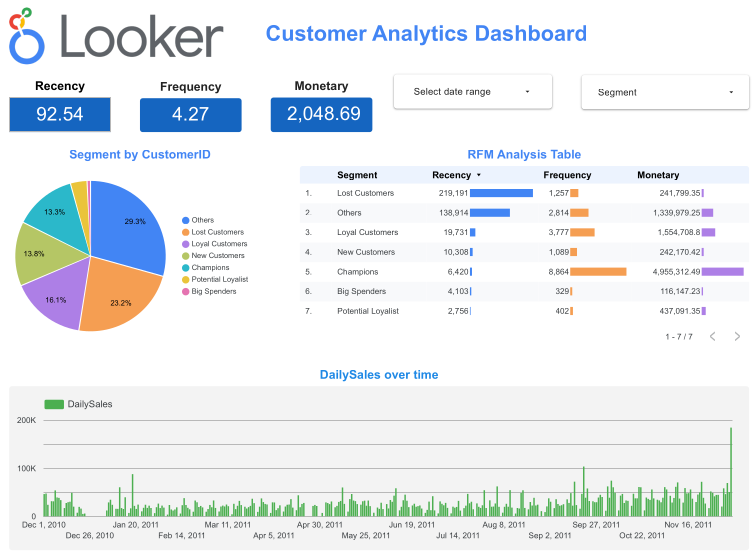 Looker
Customer Analytics Dashboard
Recency
92.54
Frequency
4.27
Monetary
2,048.69
Select date range
Segment
Segment by CustomerID
29.3%
23.2%
16.1%
13.8%
13.3%
Others
Lost Customers
Loyal Customers
New Customers
Champions
Potential Loyalist
Big Spenders
RFM Analysis Table
Segment Recency Frequency Monetary
1. Lost Customers 219,191 1,257 241,799.35
2. Others 138,914 2,814 1,339,979.25
3. Loyal Customers 19,731 3,777 1,554,708.8
4. New Customers 10,308 1,089 242,170.42
5. Champions 6,420 8,864 4,955,312.49
6. Big Spenders 4,103 329 116,147.23
7. Potential Loyalist 2,756 402 437,091.35
1 - 7 / 7
DailySales over time
DailySales
200K
100K
0
Dec 1, 2010 Jan 20, 2011 Mar 11, 2011 Apr 30, 2011 Jun 19, 2011 Aug 8, 2011 Sep 27, 2011 Nov 16, 2011
Dec 26, 2010 Feb 14, 2011 Apr 5, 2011 May 25, 2011 Jul 14, 2011 Sep 2, 2011 Oct 22, 2011